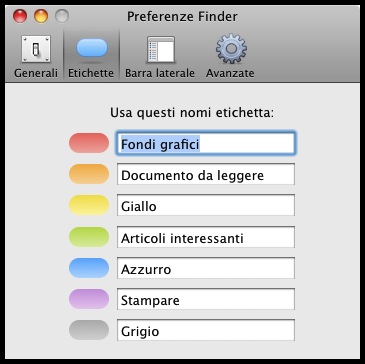 Preferenze Finder
Generali Etichette Barra laterale Avanzate
Usa questi nomi etichetta:
Fondi grafici
Documento da leggere
Giallo
Articoli interessanti
Azzurro
Stampare
Grigio